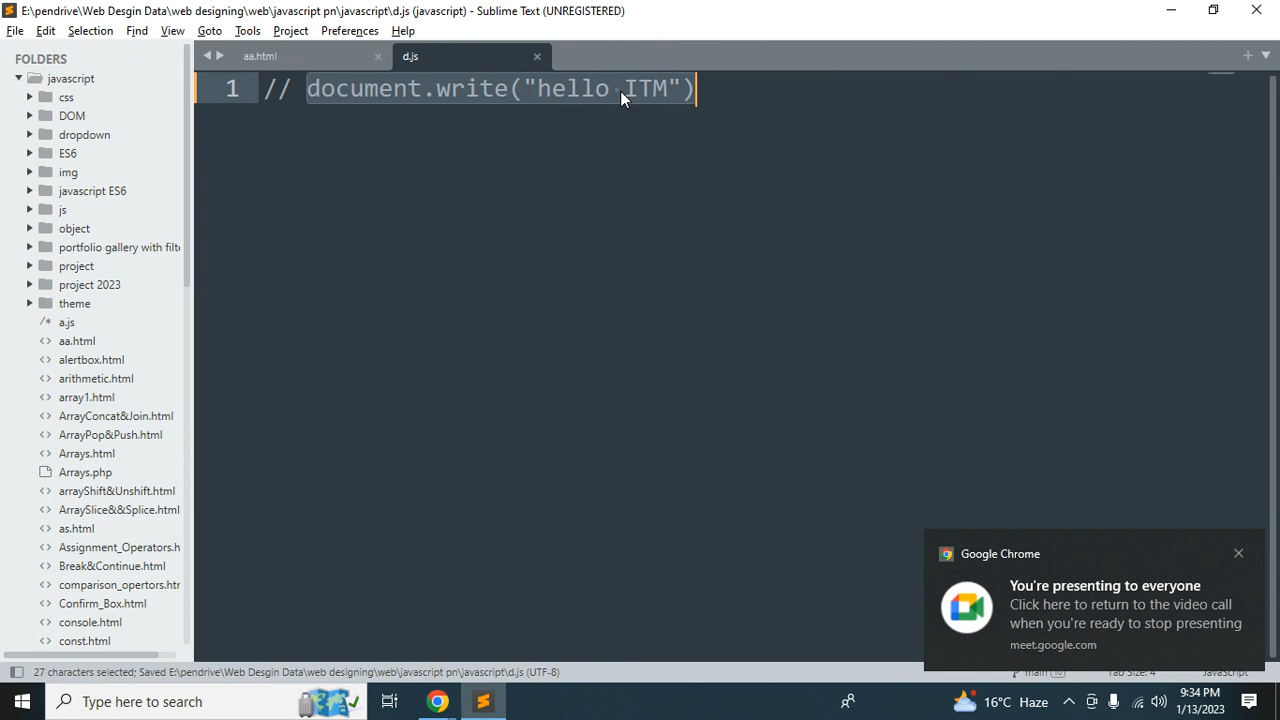 E:\pendrive\Web Desgin Data\web designing\web\javascript pn\javascript\d.js (javascript) - Sublime Text (UNREGISTERED)
File Edit Selection Find View Goto Tools Project Preferences Help
FOLDERS
javascript
css
DOM
dropdown
ES6
img
javascript ES6
js
object
portfolio gallery with filte
project
project 2023
theme
/* a.js
<> aa.html
<> alertbox.html
<> arithmetic.html
<> array1.html
<> ArrayConcat&Join.html
<> ArrayPop&Push.html
<> Arrays.html
Arrays.php
<> arrayShift&Unshift.html
<> ArraySlice&&Splice.html
<> as.html
<> Assignment_Operators.h
<> Break&Continue.html
<> comparison_opertors.htr
<> Confirm_Box.html
<> console.html
<> const.html
aa.html
d.js
1 // document.write("hello ITM")
Google Chrome
You're presenting to everyone
Click here to return to the video call
when you're ready to stop presenting
meet.google.com
27 characters selected; Saved E:\pendrive\Web Desgin Data\web designing\web\javascript pn\javascript\d.js (UTF-8)
main Tab Size: 4 JavaScript
Type here to search
16°C Haze
9:34 PM
1/13/2023